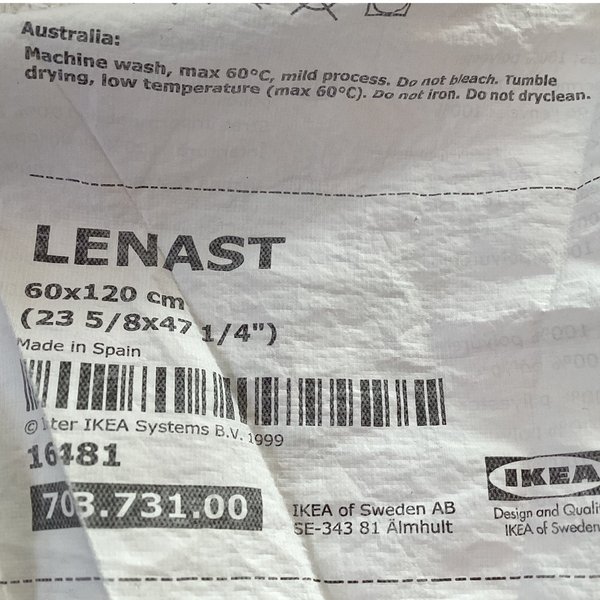 Australia:
Machine wash, max 60°C, mild process. Do not bleach. Tumble
drying, low temperature (max 60°C). Do not iron. Do not dryclean.
LENAST
60x120 cm
(23 5/8x47 1/4")
Made in Spain
© Inter IKEA Systems B.V. 1999
16481
703.731.00
IKEA of Sweden AB
SE-343 81 Älmhult
IKEA
Design and Qualit
IKEA of Sweden